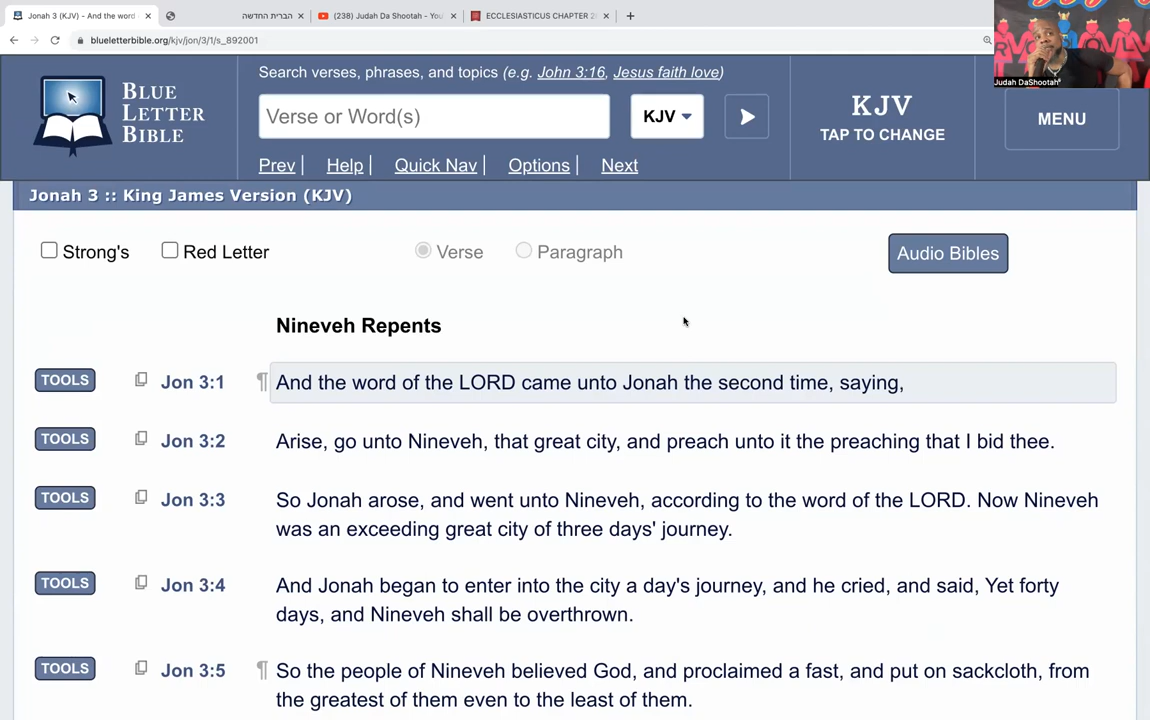 Jonah 3 (KJV) - And the word
הברית החדשה
(238) Judah Da Shootah - You
ECCLESIASTICUS CHAPTER 2
blueletterbible.org/kjv/jon/3/1/s_892001
Judah DaShootah
BLUE
LETTER
BIBLE
Search verses, phrases, and topics (e.g. John 3:16, Jesus faith love)
Verse or Word(s)
KJV
KJV
TAP TO CHANGE
MENU
Prev | Help | Quick Nav | Options | Next
Jonah 3 :: King James Version (KJV)
Strong's
Red Letter
Verse
Paragraph
Audio Bibles
Nineveh Repents
TOOLS Jon 3:1 ¶ And the word of the LORD came unto Jonah the second time, saying,
TOOLS Jon 3:2 Arise, go unto Nineveh, that great city, and preach unto it the preaching that I bid thee.
TOOLS Jon 3:3 So Jonah arose, and went unto Nineveh, according to the word of the LORD. Now Nineveh
was an exceeding great city of three days' journey.
TOOLS Jon 3:4 And Jonah began to enter into the city a day's journey, and he cried, and said, Yet forty
days, and Nineveh shall be overthrown.
TOOLS Jon 3:5 ¶ So the people of Nineveh believed God, and proclaimed a fast, and put on sackcloth, from
the greatest of them even to the least of them.